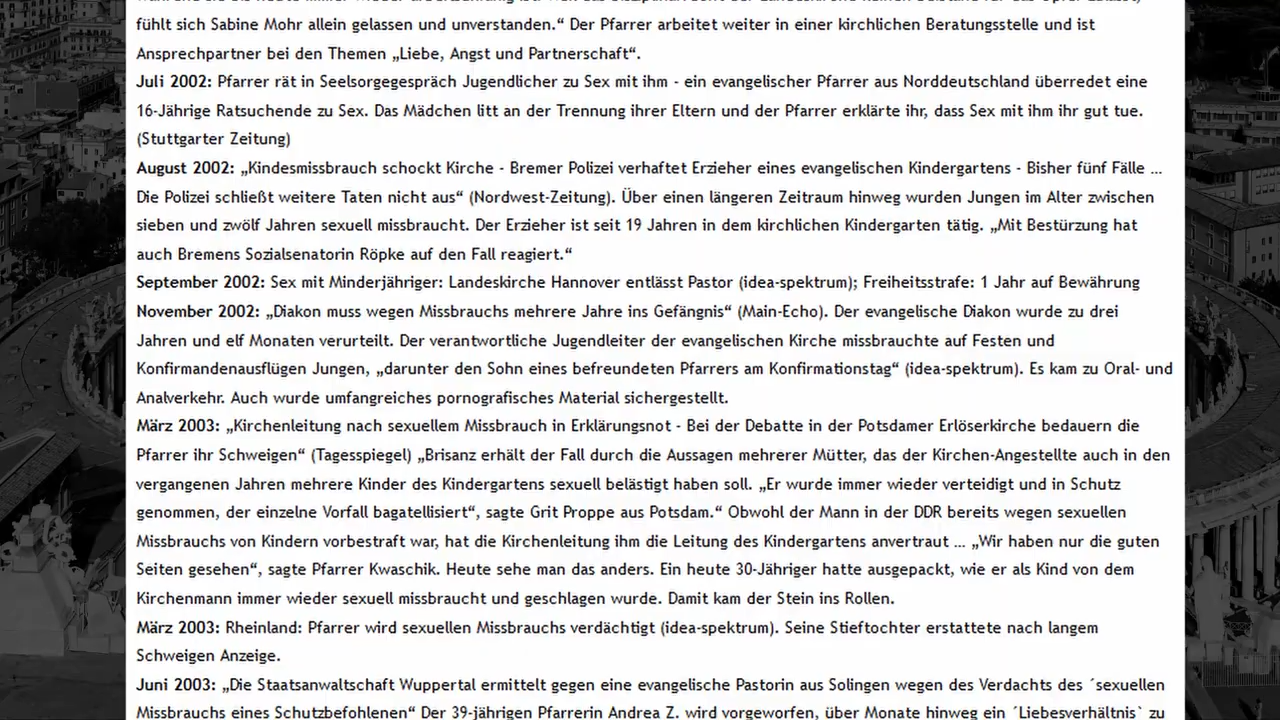 fühlt sich Sabine Mohr allein gelassen und unverstanden.“ Der Pfarrer arbeitet weiter in einer kirchlichen Beratungsstelle und ist
Ansprechpartner bei den Themen „Liebe, Angst und Partnerschaft“.
Juli 2002: Pfarrer rät in Seelsorgegespräch Jugendlicher zu Sex mit ihm - ein evangelischer Pfarrer aus Norddeutschland überredet eine
16-Jährige Ratsuchende zu Sex. Das Mädchen litt an der Trennung ihrer Eltern und der Pfarrer erklärte ihr, dass Sex mit ihm ihr gut tue.
(Stuttgarter Zeitung)
August 2002: „Kindesmissbrauch schockt Kirche - Bremer Polizei verhaftet Erzieher eines evangelischen Kindergartens - Bisher fünf Fälle ...
Die Polizei schließt weitere Taten nicht aus“ (Nordwest-Zeitung). Über einen längeren Zeitraum hinweg wurden Jungen im Alter zwischen
sieben und zwölf Jahren sexuell missbraucht. Der Erzieher ist seit 19 Jahren in dem kirchlichen Kindergarten tätig. „Mit Bestürzung hat
auch Bremens Sozialsenatorin Röpke auf den Fall reagiert.“
September 2002: Sex mit Minderjähriger: Landeskirche Hannover entlässt Pastor (idea-spektrum); Freiheitsstrafe: 1 Jahr auf Bewährung
November 2002: „Diakon muss wegen Missbrauchs mehrere Jahre ins Gefängnis“ (Main-Echo). Der evangelische Diakon wurde zu drei
Jahren und elf Monaten verurteilt. Der verantwortliche Jugendleiter der evangelischen Kirche missbrauchte auf Festen und
Konfirmandenausflügen Jungen, „darunter den Sohn eines befreundeten Pfarrers am Konfirmationstag“ (idea-spektrum). Es kam zu Oral- und
Analverkehr. Auch wurde umfangreiches pornografisches Material sichergestellt.
März 2003: „Kirchenleitung nach sexuellem Missbrauch in Erklärungsnot - Bei der Debatte in der Potsdamer Erlöserkirche bedauern die
Pfarrer ihr Schweigen“ (Tagesspiegel) „Brisanz erhält der Fall durch die Aussagen mehrerer Mütter, das der Kirchen-Angestellte auch in den
vergangenen Jahren mehrere Kinder des Kindergartens sexuell belästigt haben soll. „Er wurde immer wieder verteidigt und in Schutz
genommen, der einzelne Vorfall bagatellisiert“, sagte Grit Proppe aus Potsdam.“ Obwohl der Mann in der DDR bereits wegen sexuellen
Missbrauchs von Kindern vorbestraft war, hat die Kirchenleitung ihm die Leitung des Kindergartens anvertraut ... „Wir haben nur die guten
Seiten gesehen“, sagte Pfarrer Kwaschik. Heute sehe man das anders. Ein heute 30-Jähriger hatte ausgepackt, wie er als Kind von dem
Kirchenmann immer wieder sexuell missbraucht und geschlagen wurde. Damit kam der Stein ins Rollen.
März 2003: Rheinland: Pfarrer wird sexuellen Missbrauchs verdächtigt (idea-spektrum). Seine Stieftochter erstattete nach langem
Schweigen Anzeige.
Juni 2003: „Die Staatsanwaltschaft Wuppertal ermittelt gegen eine evangelische Pastorin aus Solingen wegen des Verdachts des ´sexuellen
Missbrauchs eines Schutzbefohlenen“ Der 39-jährigen Pfarrerin Andrea Z. wird vorgeworfen, über Monate hinweg ein ´Liebesverhältnis` zu